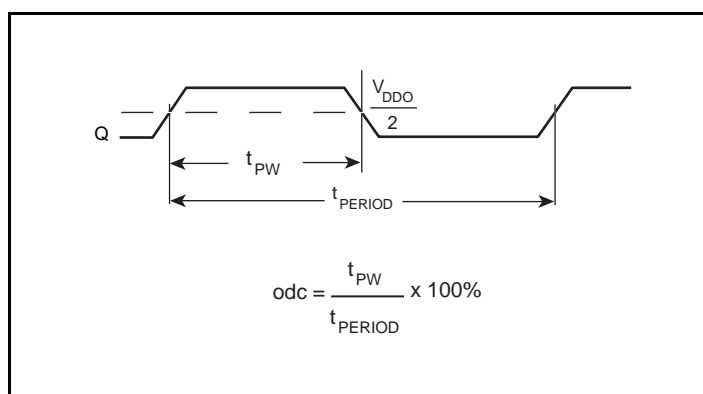 V_DDO
2
Q
t_PW
t_PERIOD
odc = t_PW / t_PERIOD x 100%